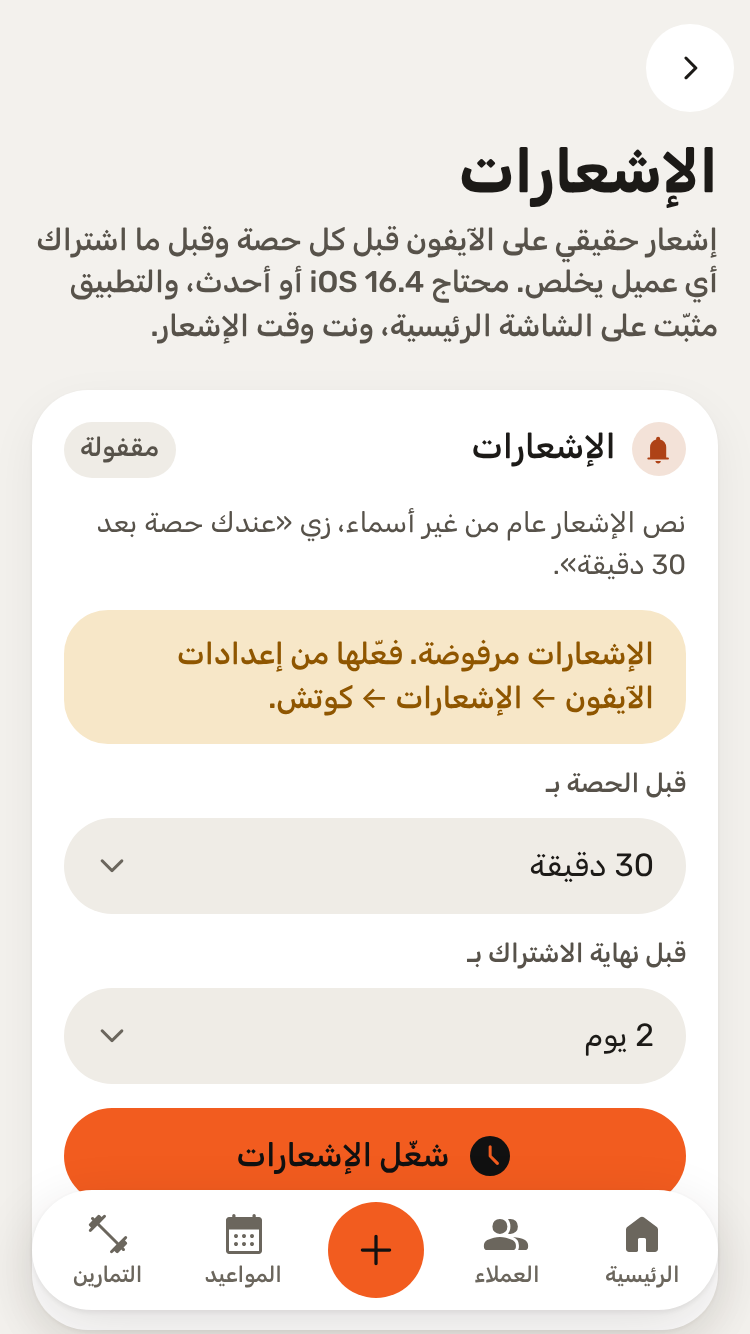 الإشعارات
إشعار حقيقي على الآيفون قبل كل حصة وقبل ما اشتراك
أي عميل يخلص. محتاج iOS 16.4 أو أحدث، والتطبيق
مثبّت على الشاشة الرئيسية، ونت وقت الإشعار.
الإشعارات
مقفولة
نص الإشعار عام من غير أسماء، زي «عندك حصة بعد
30 دقيقة».
الإشعارات مرفوضة. فعّلها من إعدادات
الآيفون ← الإشعارات ← كوتش.
قبل الحصة بـ
30 دقيقة
قبل نهاية الاشتراك بـ
2 يوم
شغّل الإشعارات
الرئيسية
العملاء
المواعيد
التمارين